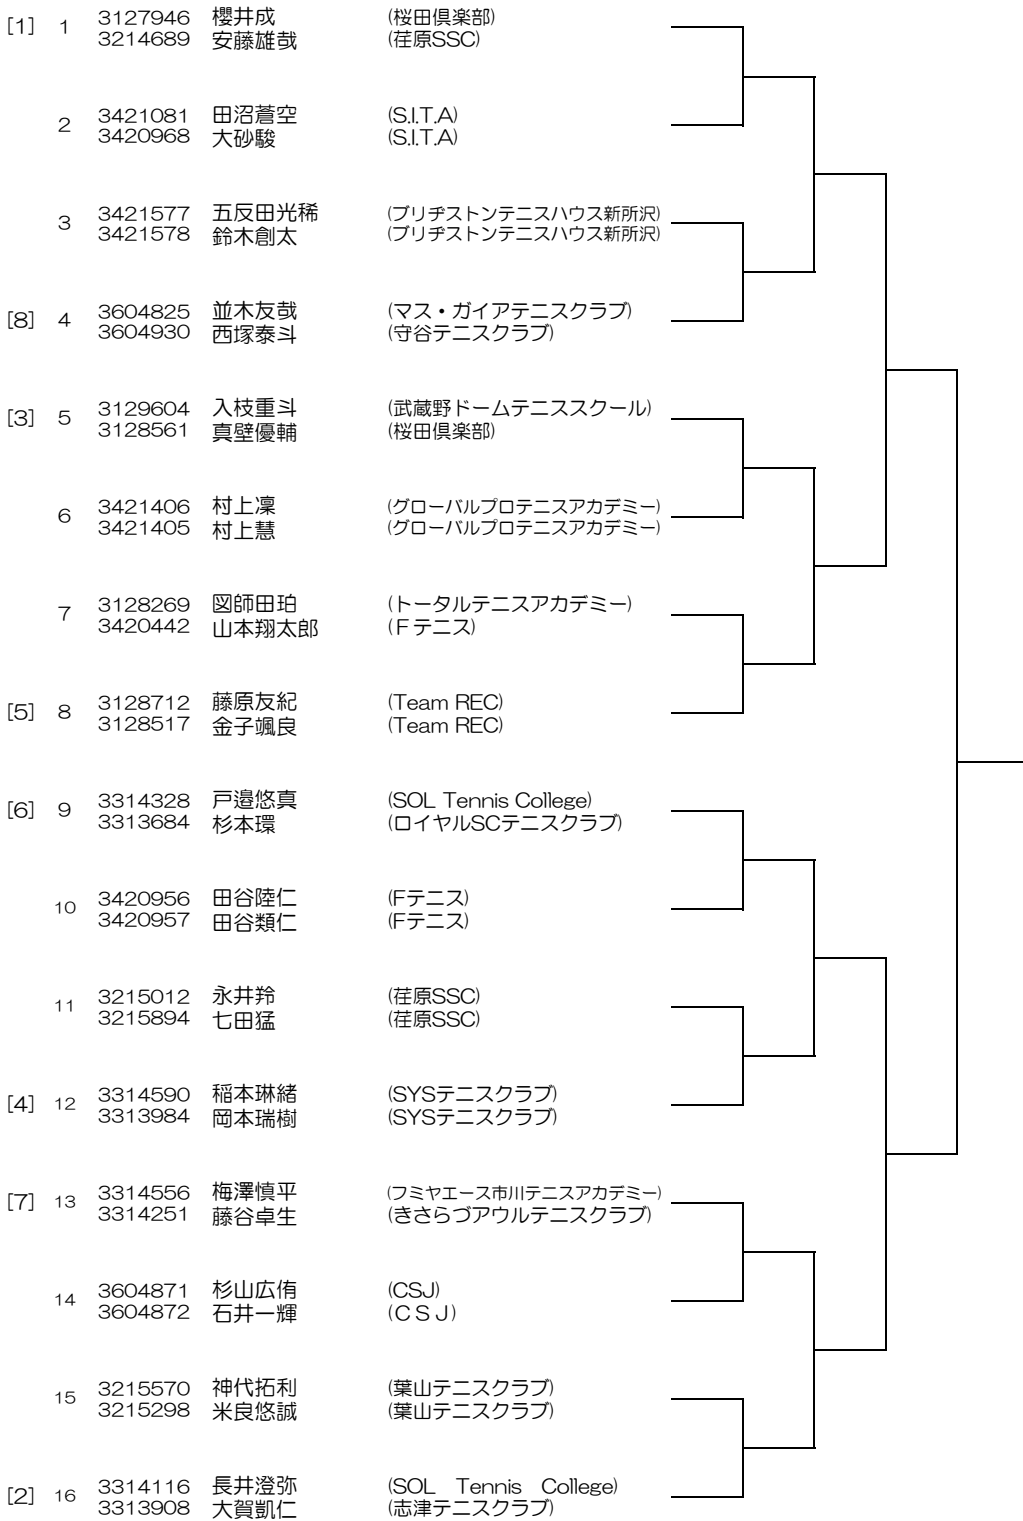 [1] 1 3127946 櫻井成 (桜田倶楽部)
3214689 安藤雄哉 (荏原SSC)
2 3421081 田沼蒼空 (S.I.T.A)
3420968 大砂駿 (S.I.T.A)
3 3421577 五反田光稀 (ブリヂストンテニスハウス新所沢)
3421578 鈴木創太 (ブリヂストンテニスハウス新所沢)
[8] 4 3604825 並木友哉 (マス・ガイアテニスクラブ)
3604930 西塚泰斗 (守谷テニスクラブ)
[3] 5 3129604 入枝重斗 (武蔵野ドームテニススクール)
3128561 真壁優輔 (桜田倶楽部)
6 3421406 村上凜 (グローバルプロテニスアカデミー)
3421405 村上慧 (グローバルプロテニスアカデミー)
7 3128269 図師田珀 (トータルテニスアカデミー)
3420442 山本翔太郎 (Fテニス)
[5] 8 3128712 藤原友紀 (Team REC)
3128517 金子颯良 (Team REC)
[6] 9 3314328 戸邉悠真 (SOL Tennis College)
3313684 杉本環 (ロイヤルSCテニスクラブ)
10 3420956 田谷陸仁 (Fテニス)
3420957 田谷類仁 (Fテニス)
11 3215012 永井羚 (荏原SSC)
3215894 七田猛 (荏原SSC)
[4] 12 3314590 稲本琳緒 (SYSテニスクラブ)
3313984 岡本瑞樹 (SYSテニスクラブ)
[7] 13 3314556 梅澤慎平 (フミヤエース市川テニスアカデミー)
3314251 藤谷卓生 (きさらづアウルテニスクラブ)
14 3604871 杉山広侑 (CSJ)
3604872 石井一輝 (CSJ)
15 3215570 神代拓利 (葉山テニスクラブ)
3215298 米良悠誠 (葉山テニスクラブ)
[2] 16 3314116 長井澄弥 (SOL Tennis College)
3313908 大賀凱仁 (志津テニスクラブ)